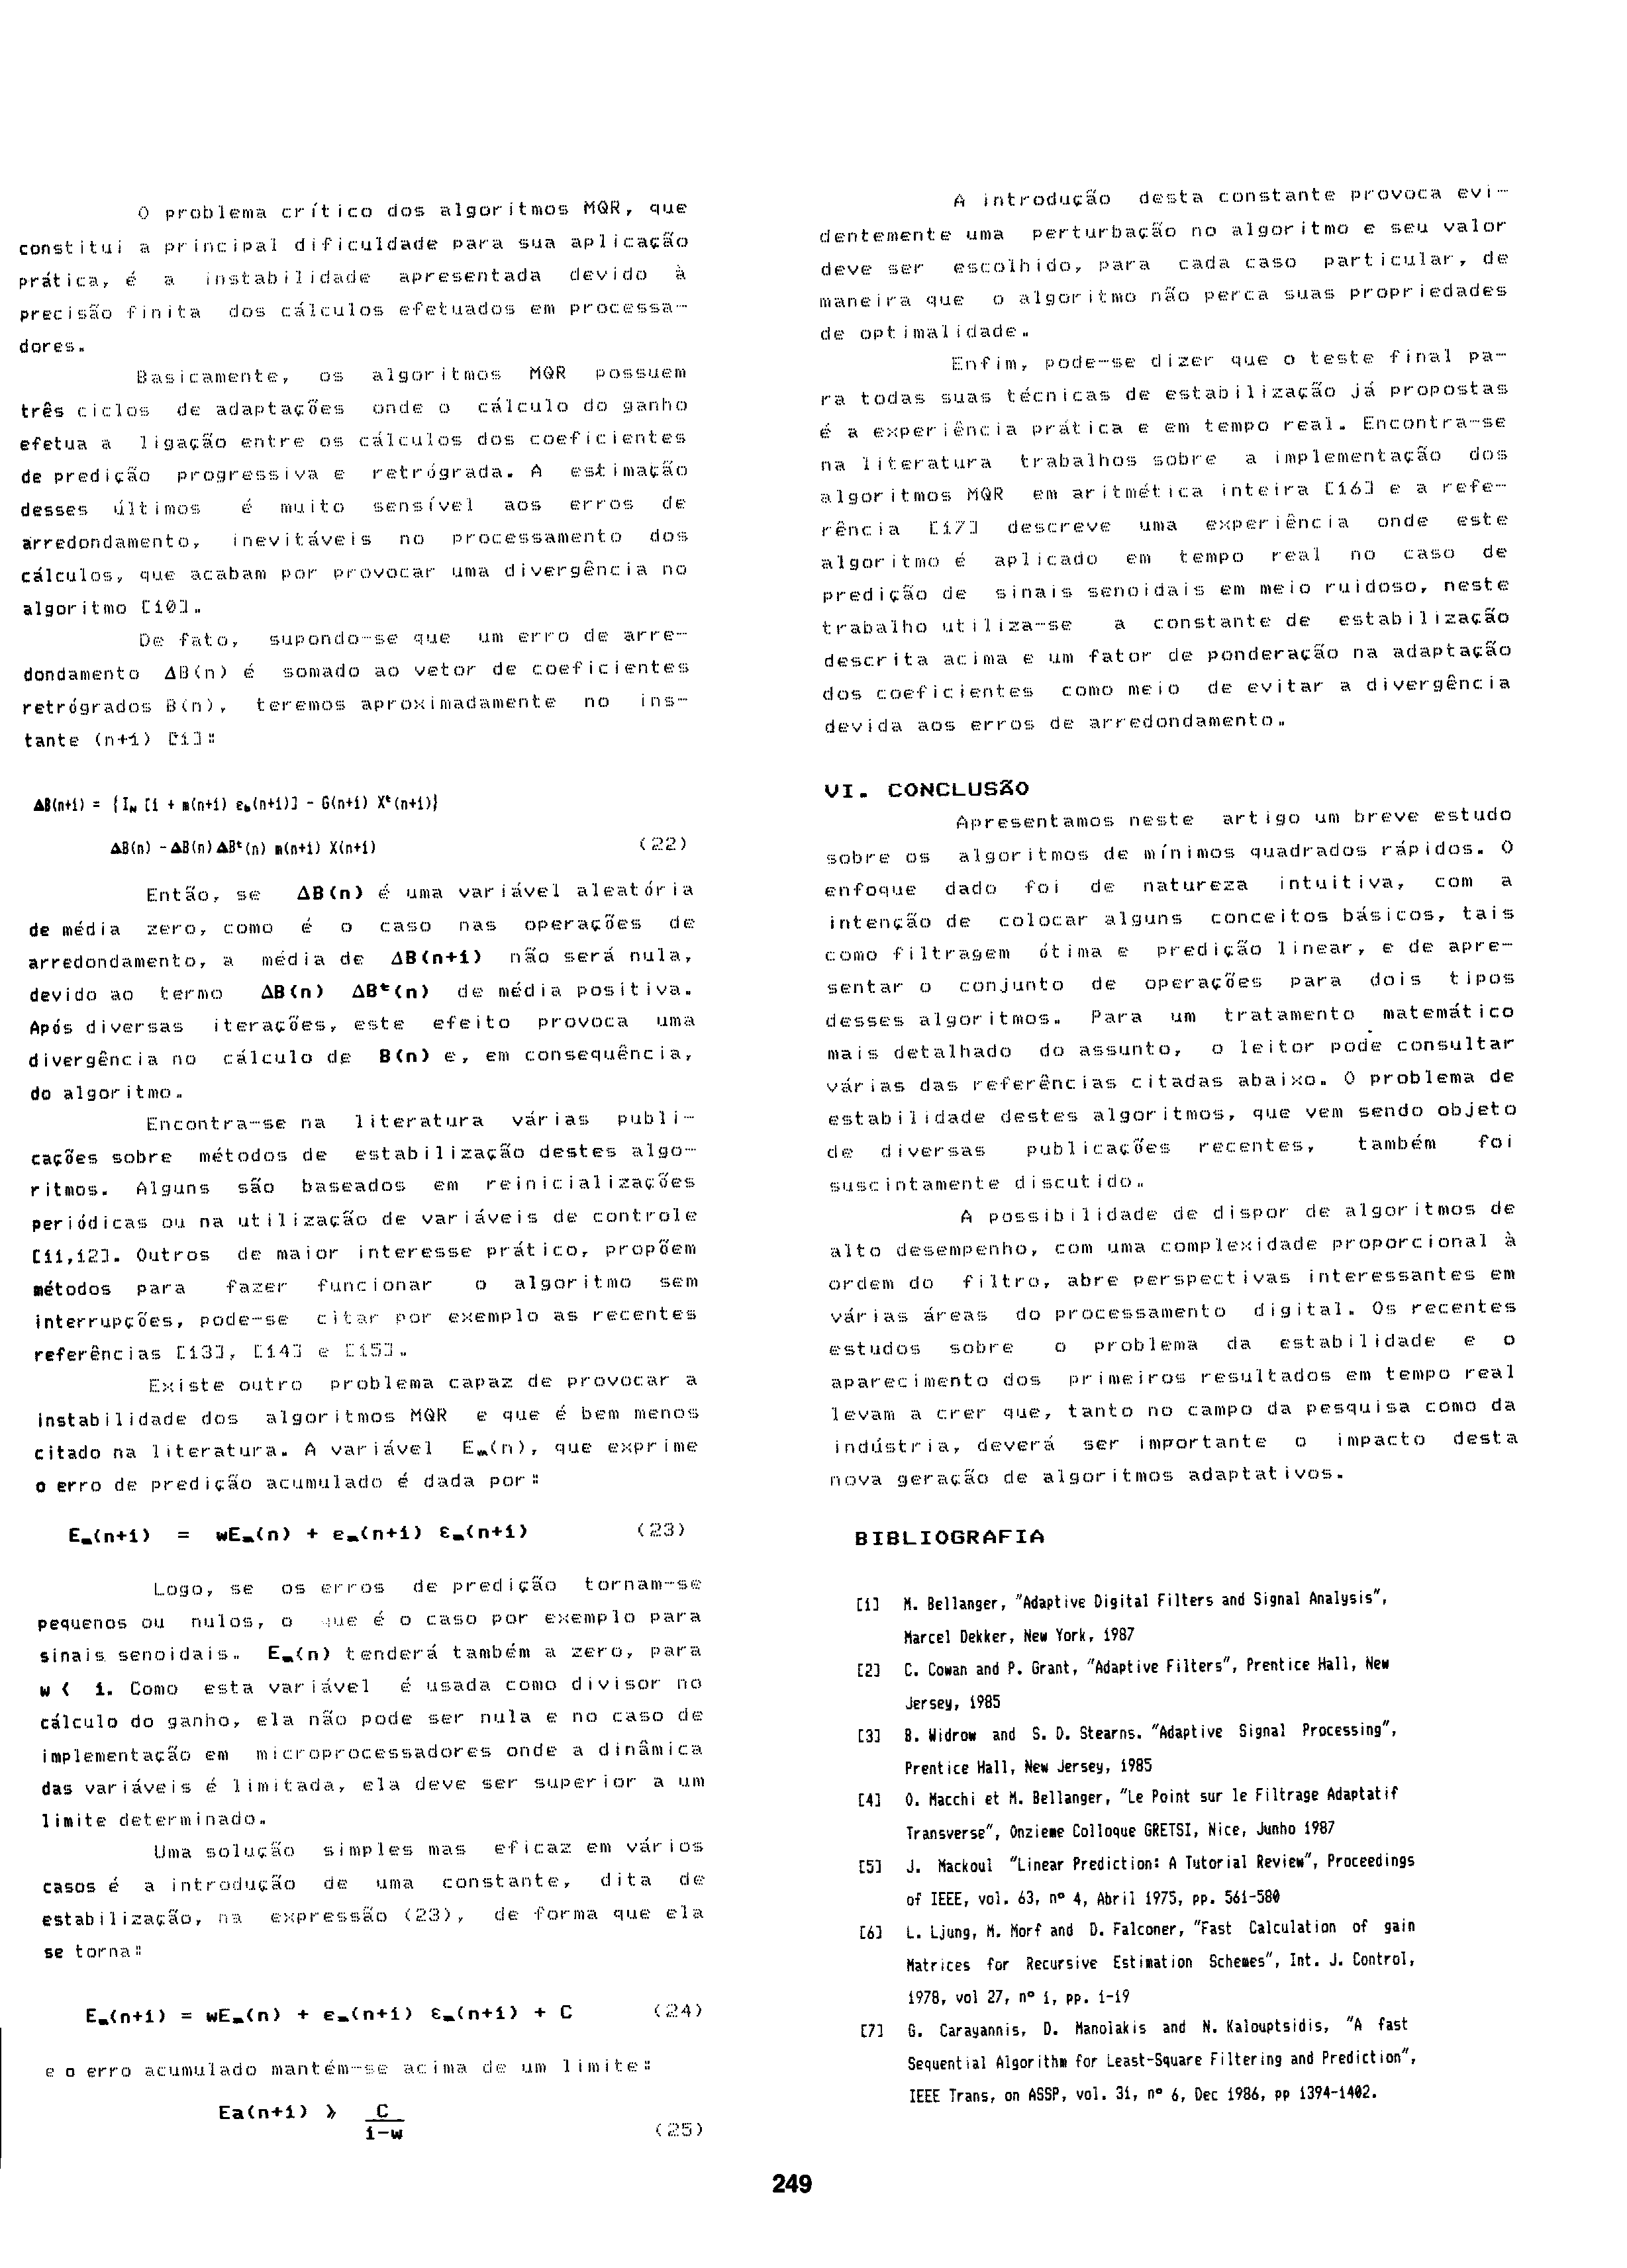 O problema crítico dos algoritmos MQR, que
constitui a principal dificuldade para sua aplicação
prática, é a instabilidade apresentada devido à
precisão finita dos cálculos efetuados em processa-
dores.
Basicamente, os algoritmos MQR possuem
três ciclos de adaptações onde o cálculo do ganho
efetua a ligação entre os cálculos dos coeficientes
de predição progressiva e retrógrada. A estimação
desses últimos é muito sensível aos erros de
arredondamento, inevitáveis no processamento dos
cálculos, que acabam por provocar uma divergência no
algoritmo [10].
De fato, supondo-se que um erro de arre-
dondamento ΔB(n) é somado ao vetor de coeficientes
retrógrados B(n), teremos aproximadamente no ins-
tante (n+1) [1]:
ΔB(n+1) = {I_N [1 + m(n+1) ε_b(n+1)] - G(n+1) X^t(n+1)}
ΔB(n) - ΔB(n) ΔB^t(n) m(n+1) X(n+1) (22)
Então, se ΔB(n) é uma variável aleatória
de média zero, como é o caso nas operações de
arredondamento, a média de ΔB(n+1) não será nula,
devido ao termo ΔB(n) ΔB^t(n) de média positiva.
Após diversas iterações, este efeito provoca uma
divergência no cálculo de B(n) e, em consequência,
do algoritmo.
Encontra-se na literatura várias publi-
cações sobre métodos de estabilização destes algo-
ritmos. Alguns são baseados em reinicializações
periódicas ou na utilização de variáveis de controle
[11,12]. Outros de maior interesse prático, propõem
métodos para fazer funcionar o algoritmo sem
interrupções, pode-se citar por exemplo as recentes
referências [13], [14] e [15].
Existe outro problema capaz de provocar a
instabilidade dos algoritmos MQR e que é bem menos
citado na literatura. A variável E_a(n), que exprime
o erro de predição acumulado é dada por:
E_a(n+1) = wE_a(n) + e_a(n+1) ε_a(n+1) (23)
Logo, se os erros de predição tornam-se
pequenos ou nulos, o que é o caso por exemplo para
sinais senoidais. E_a(n) tenderá também a zero, para
w < 1. Como esta variável é usada como divisor no
cálculo do ganho, ela não pode ser nula e no caso de
implementação em microprocessadores onde a dinâmica
das variáveis é limitada, ela deve ser superior a um
limite determinado.
Uma solução simples mas eficaz em vários
casos é a introdução de uma constante, dita de
estabilização, na expressão (23), de forma que ela
se torna:
E_a(n+1) = wE_a(n) + e_a(n+1) ε_a(n+1) + C (24)
e o erro acumulado mantém-se acima de um limite:
Ea(n+1) ⟩ C
1-w (25)
A introdução desta constante provoca evi-
dentemente uma perturbação no algoritmo e seu valor
deve ser escolhido, para cada caso particular, de
maneira que o algoritmo não perca suas propriedades
de optimalidade.
Enfim, pode-se dizer que o teste final pa-
ra todas suas técnicas de estabilização já propostas
é a experiência prática e em tempo real. Encontra-se
na literatura trabalhos sobre a implementação dos
algoritmos MQR em aritmética inteira [16] e a refe-
rência [17] descreve uma experiência onde este
algoritmo é aplicado em tempo real no caso de
predição de sinais senoidais em meio ruidoso, neste
trabalho utiliza-se a constante de estabilização
descrita acima e um fator de ponderação na adaptação
dos coeficientes como meio de evitar a divergência
devida aos erros de arredondamento.
VI. CONCLUSÃO
Apresentamos neste artigo um breve estudo
sobre os algoritmos de mínimos quadrados rápidos. O
enfoque dado foi de natureza intuitiva, com a
intenção de colocar alguns conceitos básicos, tais
como filtragem ótima e predição linear, e de apre-
sentar o conjunto de operações para dois tipos
desses algoritmos. Para um tratamento matemático
mais detalhado do assunto, o leitor pode consultar
várias das referências citadas abaixo. O problema de
estabilidade destes algoritmos, que vem sendo objeto
de diversas publicações recentes, também foi
suscintamente discutido.
A possibilidade de dispor de algoritmos de
alto desempenho, com uma complexidade proporcional à
ordem do filtro, abre perspectivas interessantes em
várias áreas do processamento digital. Os recentes
estudos sobre o problema da estabilidade e o
aparecimento dos primeiros resultados em tempo real
levam a crer que, tanto no campo da pesquisa como da
indústria, deverá ser importante o impacto desta
nova geração de algoritmos adaptativos.
BIBLIOGRAFIA
[1] M. Bellanger, "Adaptive Digital Filters and Signal Analysis",
Marcel Dekker, New York, 1987
[2] C. Cowan and P. Grant, "Adaptive Filters", Prentice Hall, New
Jersey, 1985
[3] B. Widrow and S. D. Stearns. "Adaptive Signal Processing",
Prentice Hall, New Jersey, 1985
[4] O. Macchi et M. Bellanger, "Le Point sur le Filtrage Adaptatif
Transverse", Onzieme Colloque GRETSI, Nice, Junho 1987
[5] J. Mackoul "Linear Prediction: A Tutorial Review", Proceedings
of IEEE, vol. 63, nº 4, Abril 1975, pp. 561-580
[6] L. Ljung, M. Morf and D. Falconer, "Fast Calculation of gain
Matrices for Recursive Estimation Schemes", Int. J. Control,
1978, vol 27, nº 1, pp. 1-19
[7] G. Carayannis, D. Manolakis and N. Kalouptsidis, "A fast
Sequential Algorithm for Least-Square Filtering and Prediction",
IEEE Trans, on ASSP, vol. 31, nº 6, Dec 1986, pp 1394-1402.
249